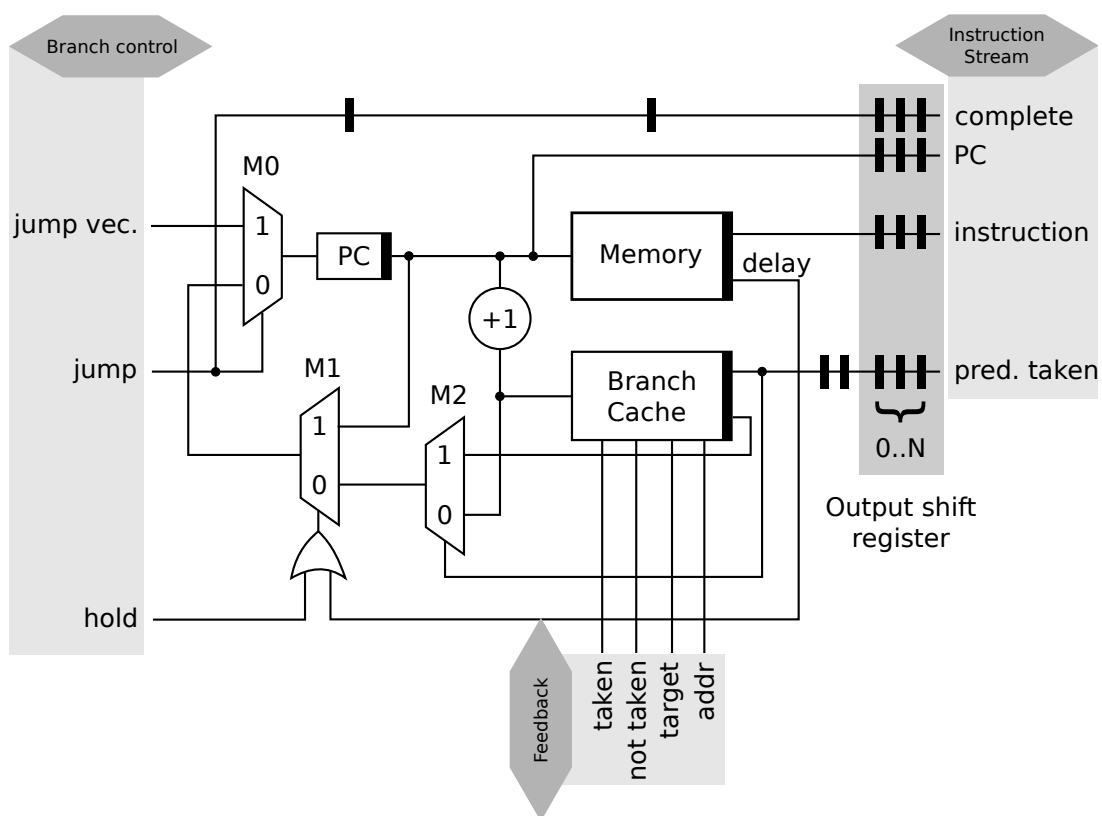 Branch control
Instruction
Stream
complete
PC
M0
jump vec.
1
0
PC
Memory
instruction
delay
+1
jump
M1
M2
Branch
Cache
pred. taken
1
0
1
0
0..N
Output shift
register
hold
Feedback
taken
not taken
target
addr